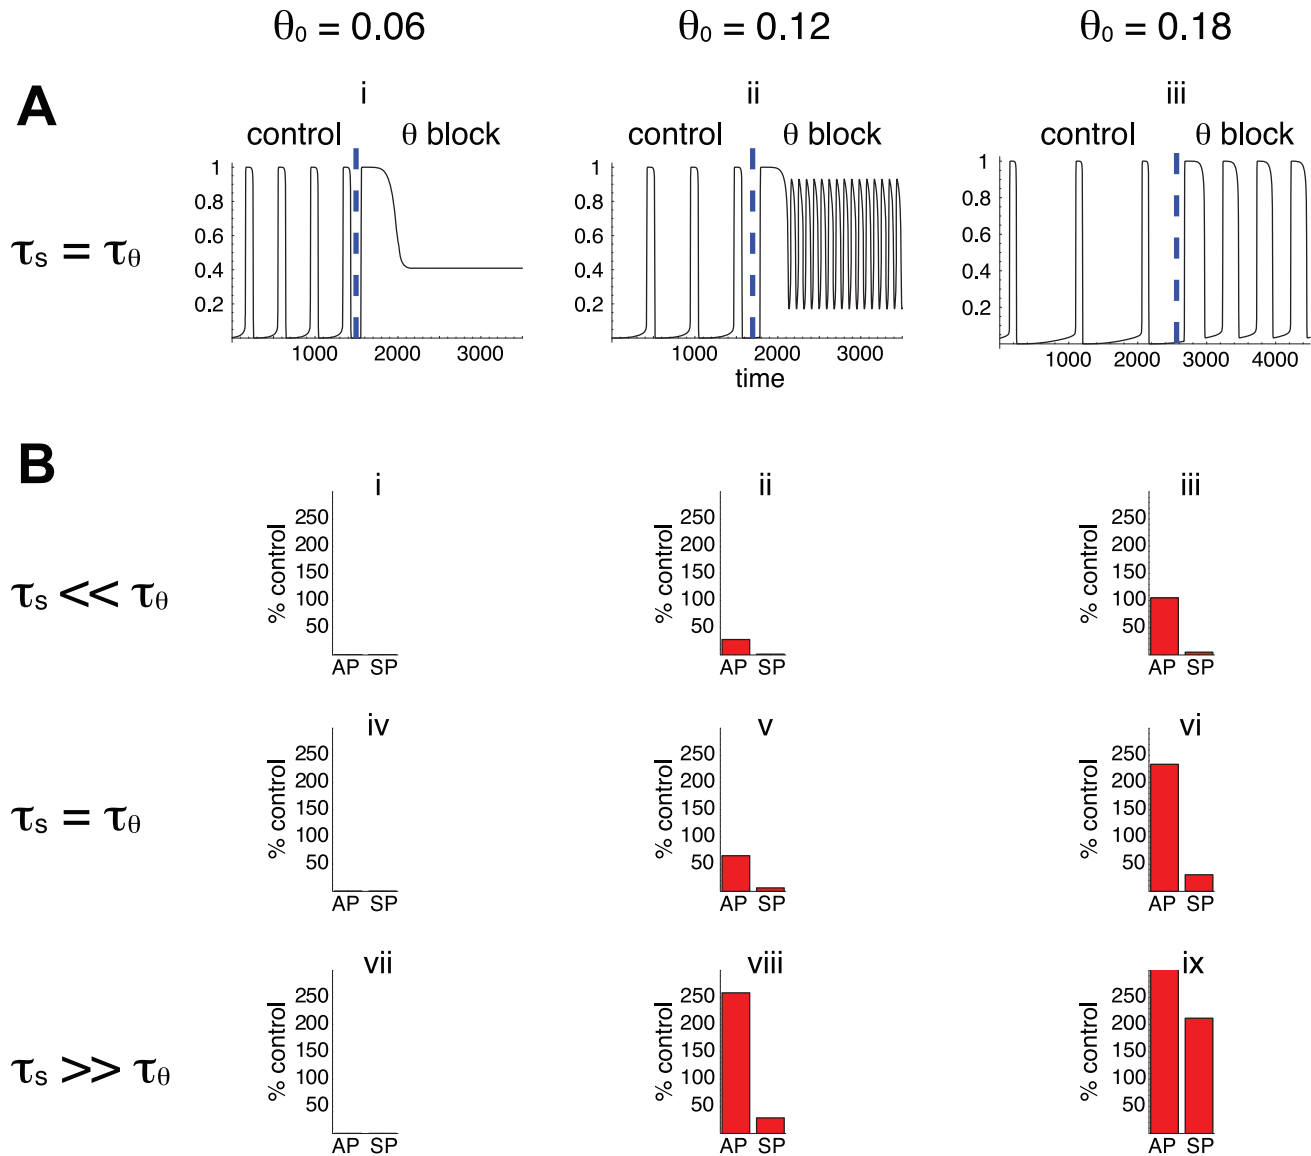 θ0 = 0.06 θ0 = 0.12 θ0 = 0.18
A
i ii iii
control θ block control θ block control θ block
τs = τθ
1 0.8 0.6 0.4 0.2
1000 2000 3000
1 0.8 0.6 0.4 0.2
1000 2000 3000
time
1 0.8 0.6 0.4 0.2
1000 2000 3000 4000
B
τs << τθ
i
% control
250 200 150 100 50
AP SP
ii
% control
250 200 150 100 50
AP SP
iii
% control
250 200 150 100 50
AP SP
τs = τθ
iv
% control
250 200 150 100 50
AP SP
v
% control
250 200 150 100 50
AP SP
vi
% control
250 200 150 100 50
AP SP
τs >> τθ
vii
% control
250 200 150 100 50
AP SP
viii
% control
250 200 150 100 50
AP SP
ix
% control
250 200 150 100 50
AP SP